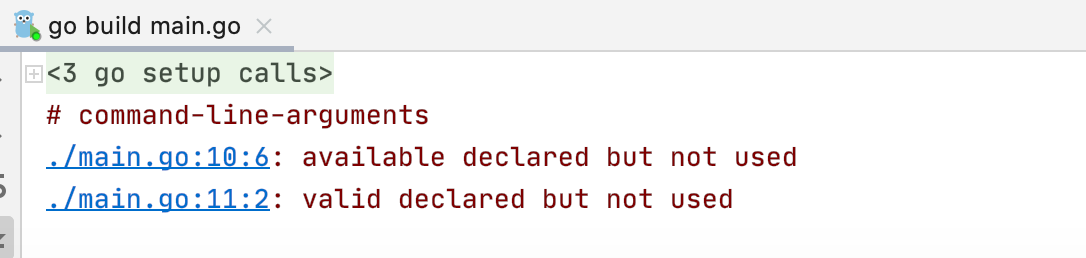 go build main.go
<3 go setup calls>
# command-line-arguments
./main.go:10:6: available declared but not used
./main.go:11:2: valid declared but not used